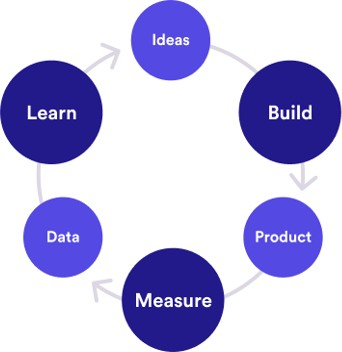 Ideas
Build
Product
Measure
Data
Learn